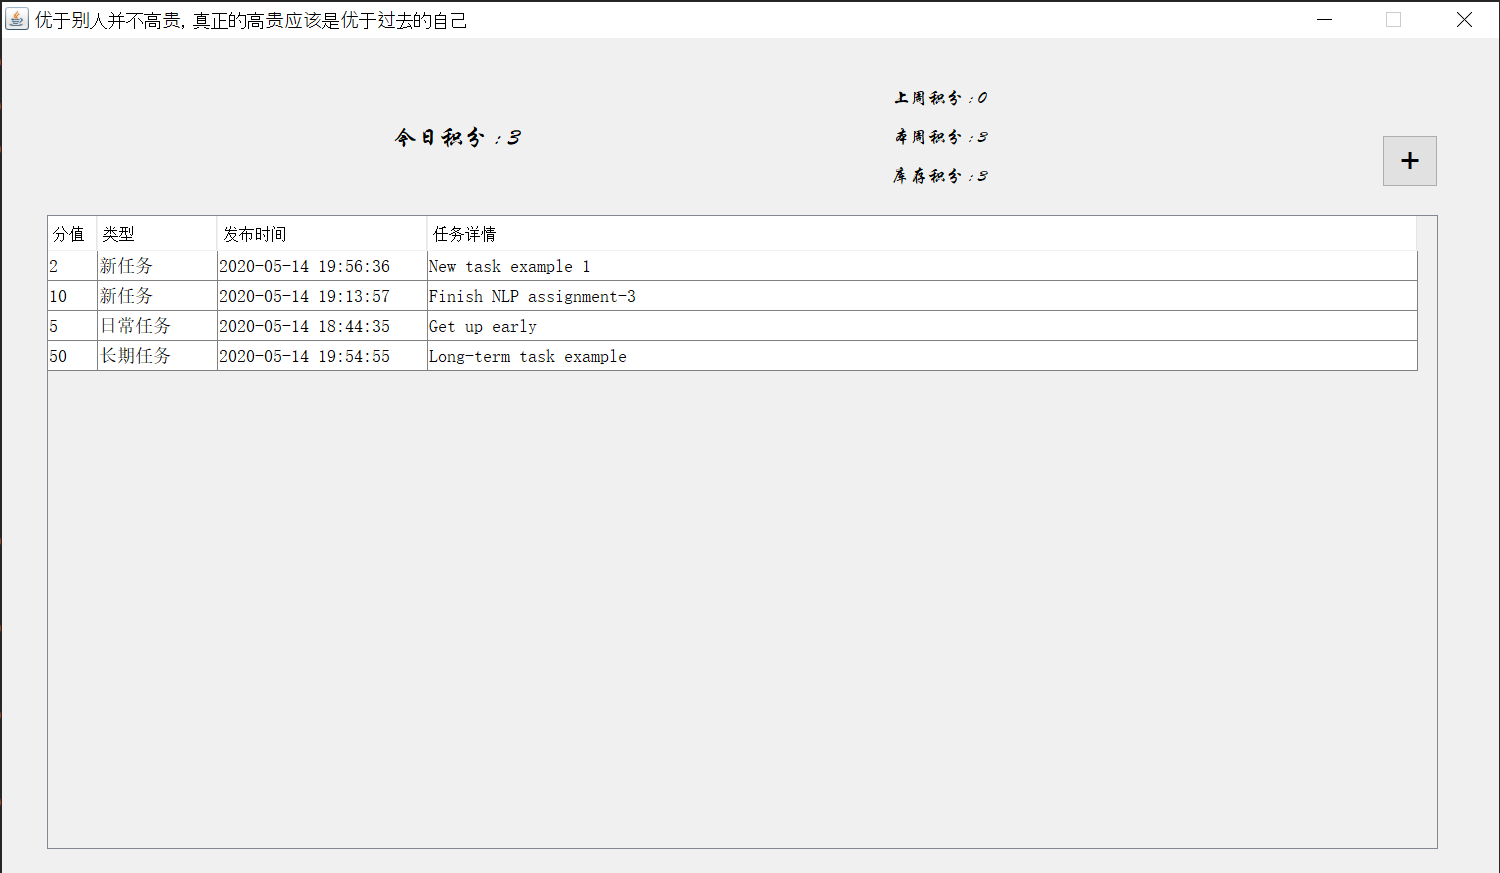 优于别人并不高贵, 真正的高贵应该是优于过去的自己
上周积分:0
今日积分:3
本周积分:3
库存积分:3
+
分值 类型 发布时间 任务详情
2 新任务 2020-05-14 19:56:36 New task example 1
10 新任务 2020-05-14 19:13:57 Finish NLP assignment-3
5 日常任务 2020-05-14 18:44:35 Get up early
50 长期任务 2020-05-14 19:54:55 Long-term task example